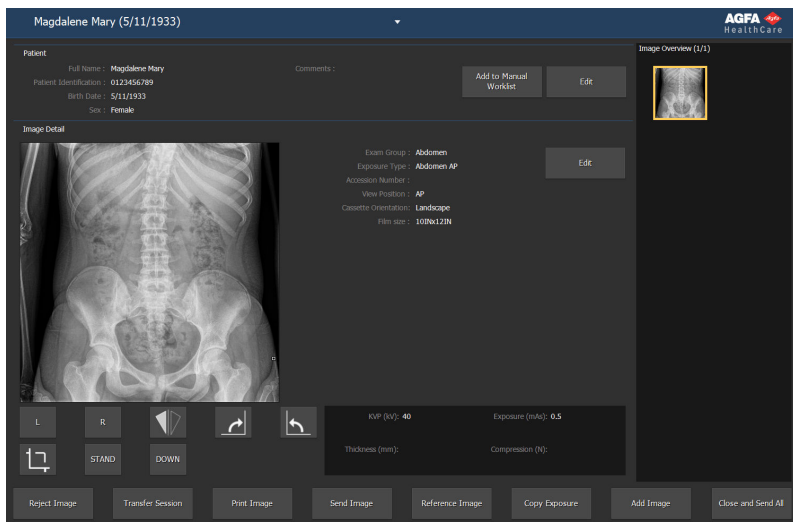 Magdalene Mary (5/11/1933)
AGFA
HealthCare
Patient
Full Name : Magdalene Mary
Patient Identification : 0123456789
Birth Date : 5/11/1933
Sex : Female
Comments :
Add to Manual
Worklist
Edit
Image Overview (1/1)
Image Detail
Exam Group : Abdomen
Exposure Type : Abdomen AP
Accession Number :
View Position : AP
Cassette Orientation: Landscape
Film size : 10INx12IN
Edit
L
R
STAND
DOWN
KVP (kV): 40
Exposure (mAs): 0.5
Thickness (mm):
Compression (N):
Reject Image
Transfer Session
Print Image
Send Image
Reference Image
Copy Exposure
Add Image
Close and Send All